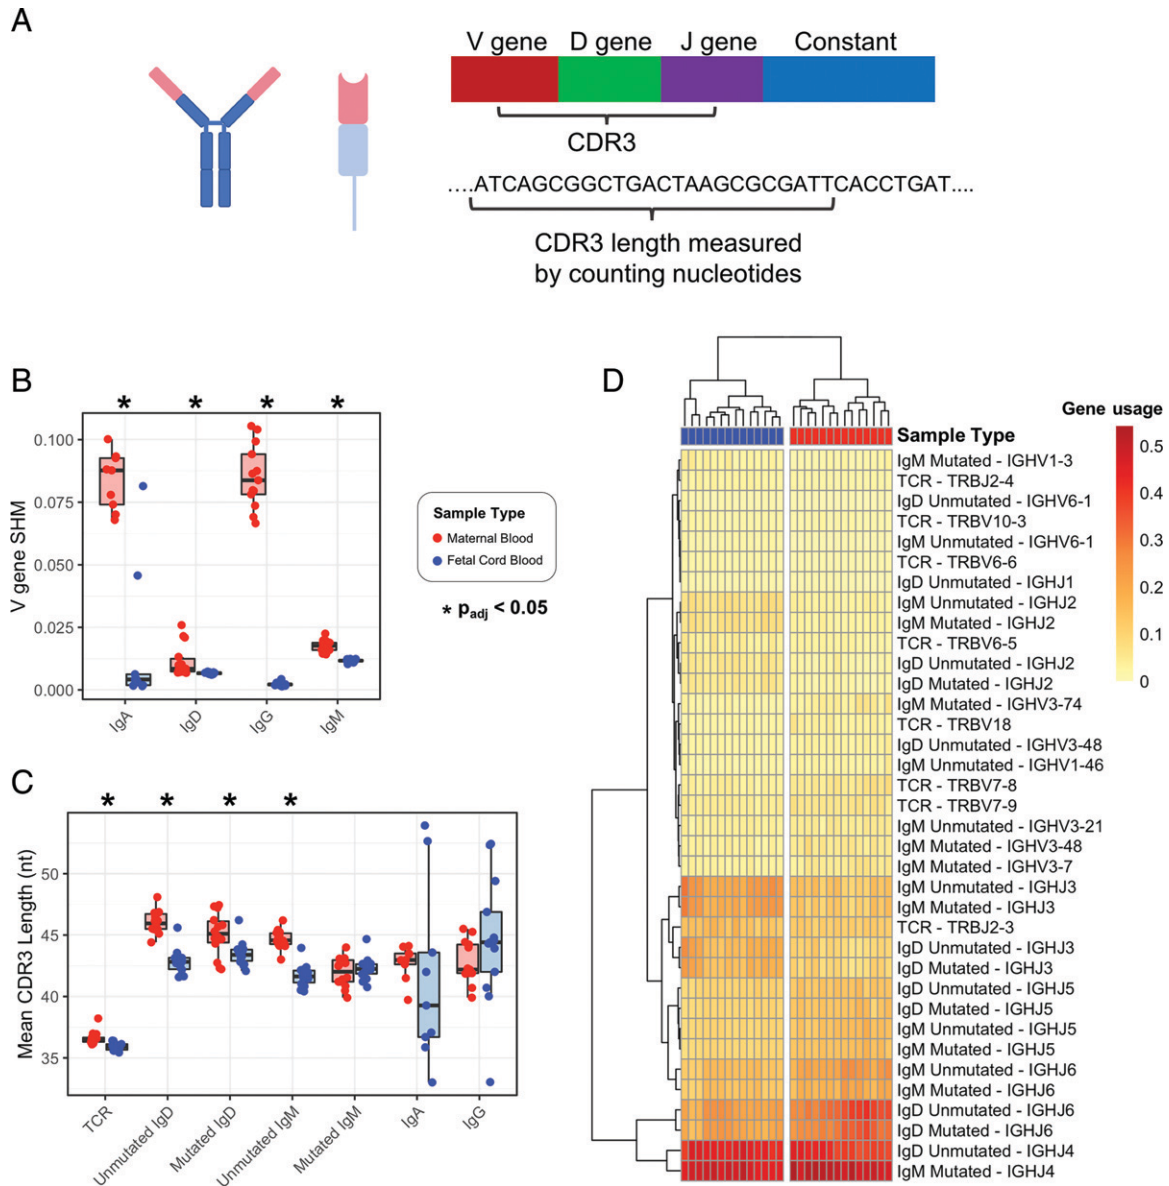 A
V gene D gene J gene Constant
CDR3
....ATCAGCGGCTGACTAAGCGCGATTCACCTGAT....
CDR3 length measured
by counting nucleotides
B
* * * *
V gene SHM
0.100
0.075
0.050
0.025
0.000
IgA IgD IgG IgM
Sample Type
Maternal Blood
Fetal Cord Blood
* padj < 0.05
C
* * * *
Mean CDR3 Length (nt)
50
45
40
35
TCR Unmutated IgD Mutated IgD Unmutated IgM Mutated IgM IgA IgG
D
Gene usage
0.5
0.4
0.3
0.2
0.1
0
Sample Type
IgM Mutated - IGHV1-3
TCR - TRBJ2-4
IgD Unmutated - IGHV6-1
TCR - TRBV10-3
IgM Unmutated - IGHV6-1
TCR - TRBV6-6
IgD Unmutated - IGHJ1
IgM Unmutated - IGHJ2
IgM Mutated - IGHJ2
TCR - TRBV6-5
IgD Unmutated - IGHJ2
IgD Mutated - IGHJ2
IgM Mutated - IGHV3-74
TCR - TRBV18
IgD Unmutated - IGHV3-48
IgM Unmutated - IGHV1-46
TCR - TRBV7-8
TCR - TRBV7-9
IgM Unmutated - IGHV3-21
IgM Mutated - IGHV3-48
IgM Mutated - IGHV3-7
IgM Unmutated - IGHJ3
IgM Mutated - IGHJ3
TCR - TRBJ2-3
IgD Unmutated - IGHJ3
IgD Mutated - IGHJ3
IgD Unmutated - IGHJ5
IgD Mutated - IGHJ5
IgM Unmutated - IGHJ5
IgM Mutated - IGHJ5
IgM Unmutated - IGHJ6
IgM Mutated - IGHJ6
IgD Unmutated - IGHJ6
IgD Mutated - IGHJ6
IgD Unmutated - IGHJ4
IgM Mutated - IGHJ4